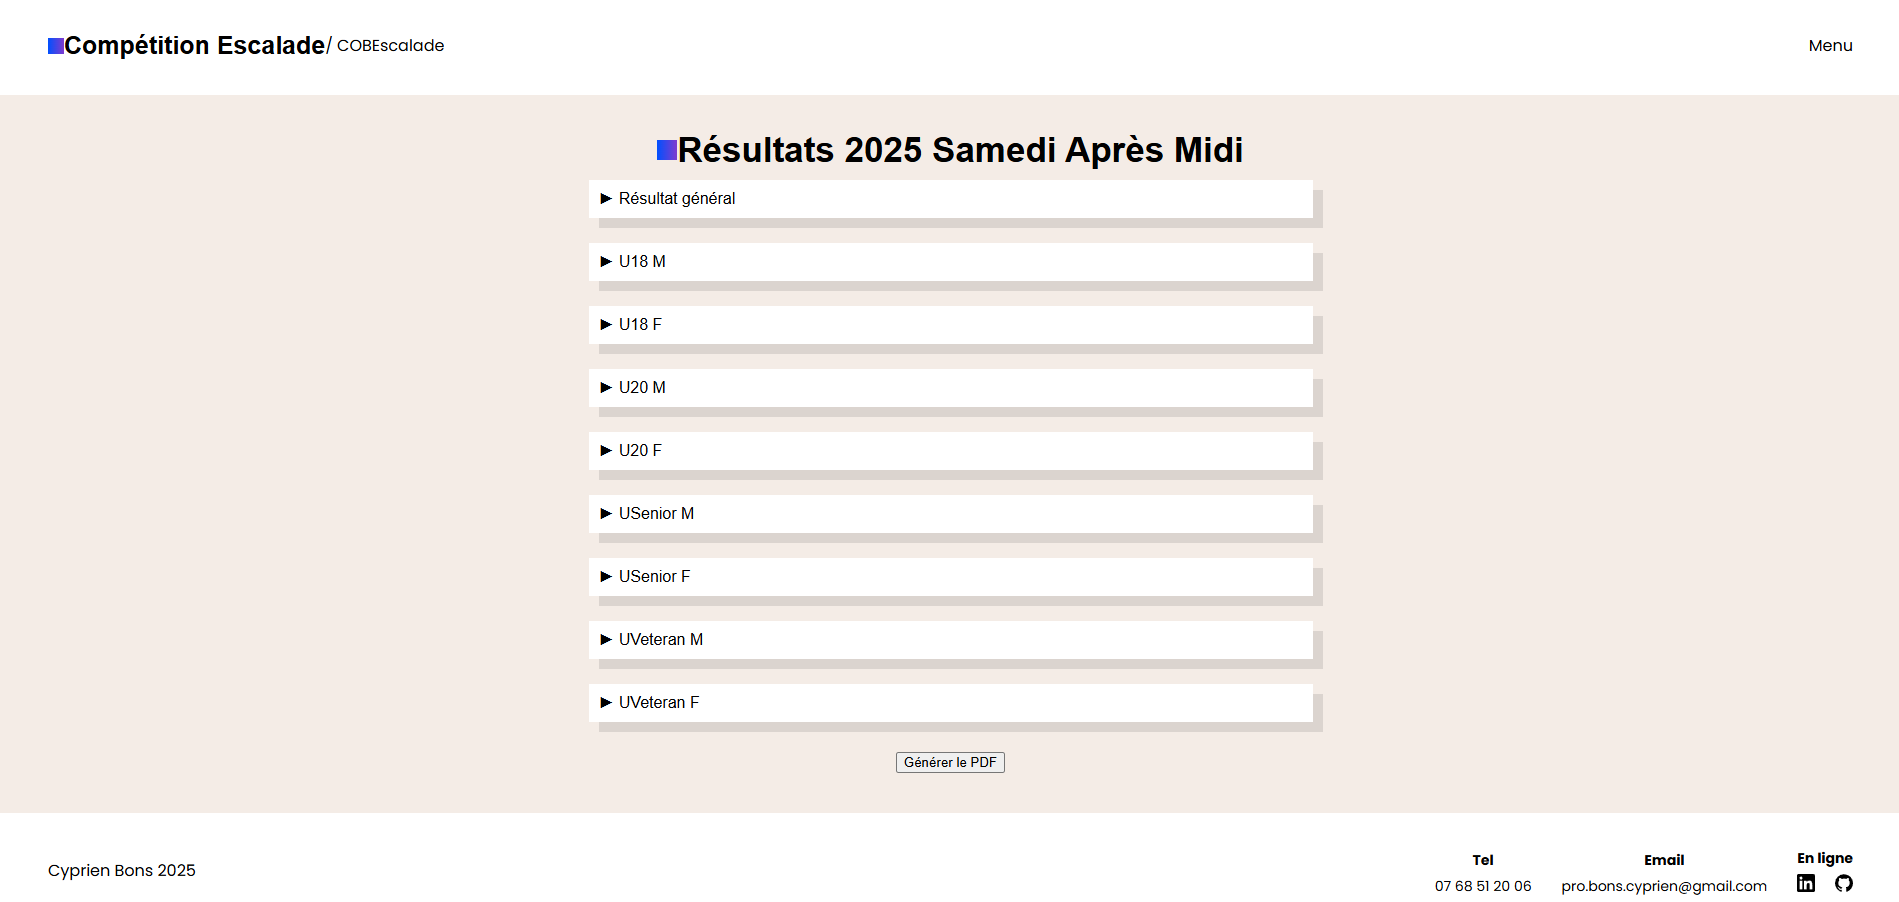 Compétition Escalade/ COBEscalade
Menu
Résultats 2025 Samedi Après Midi
Résultat général
U18 M
U18 F
U20 M
U20 F
USenior M
USenior F
UVeteran M
UVeteran F
Générer le PDF
Cyprien Bons 2025
Tel
07 68 51 20 06
Email
pro.bons.cyprien@gmail.com
En ligne